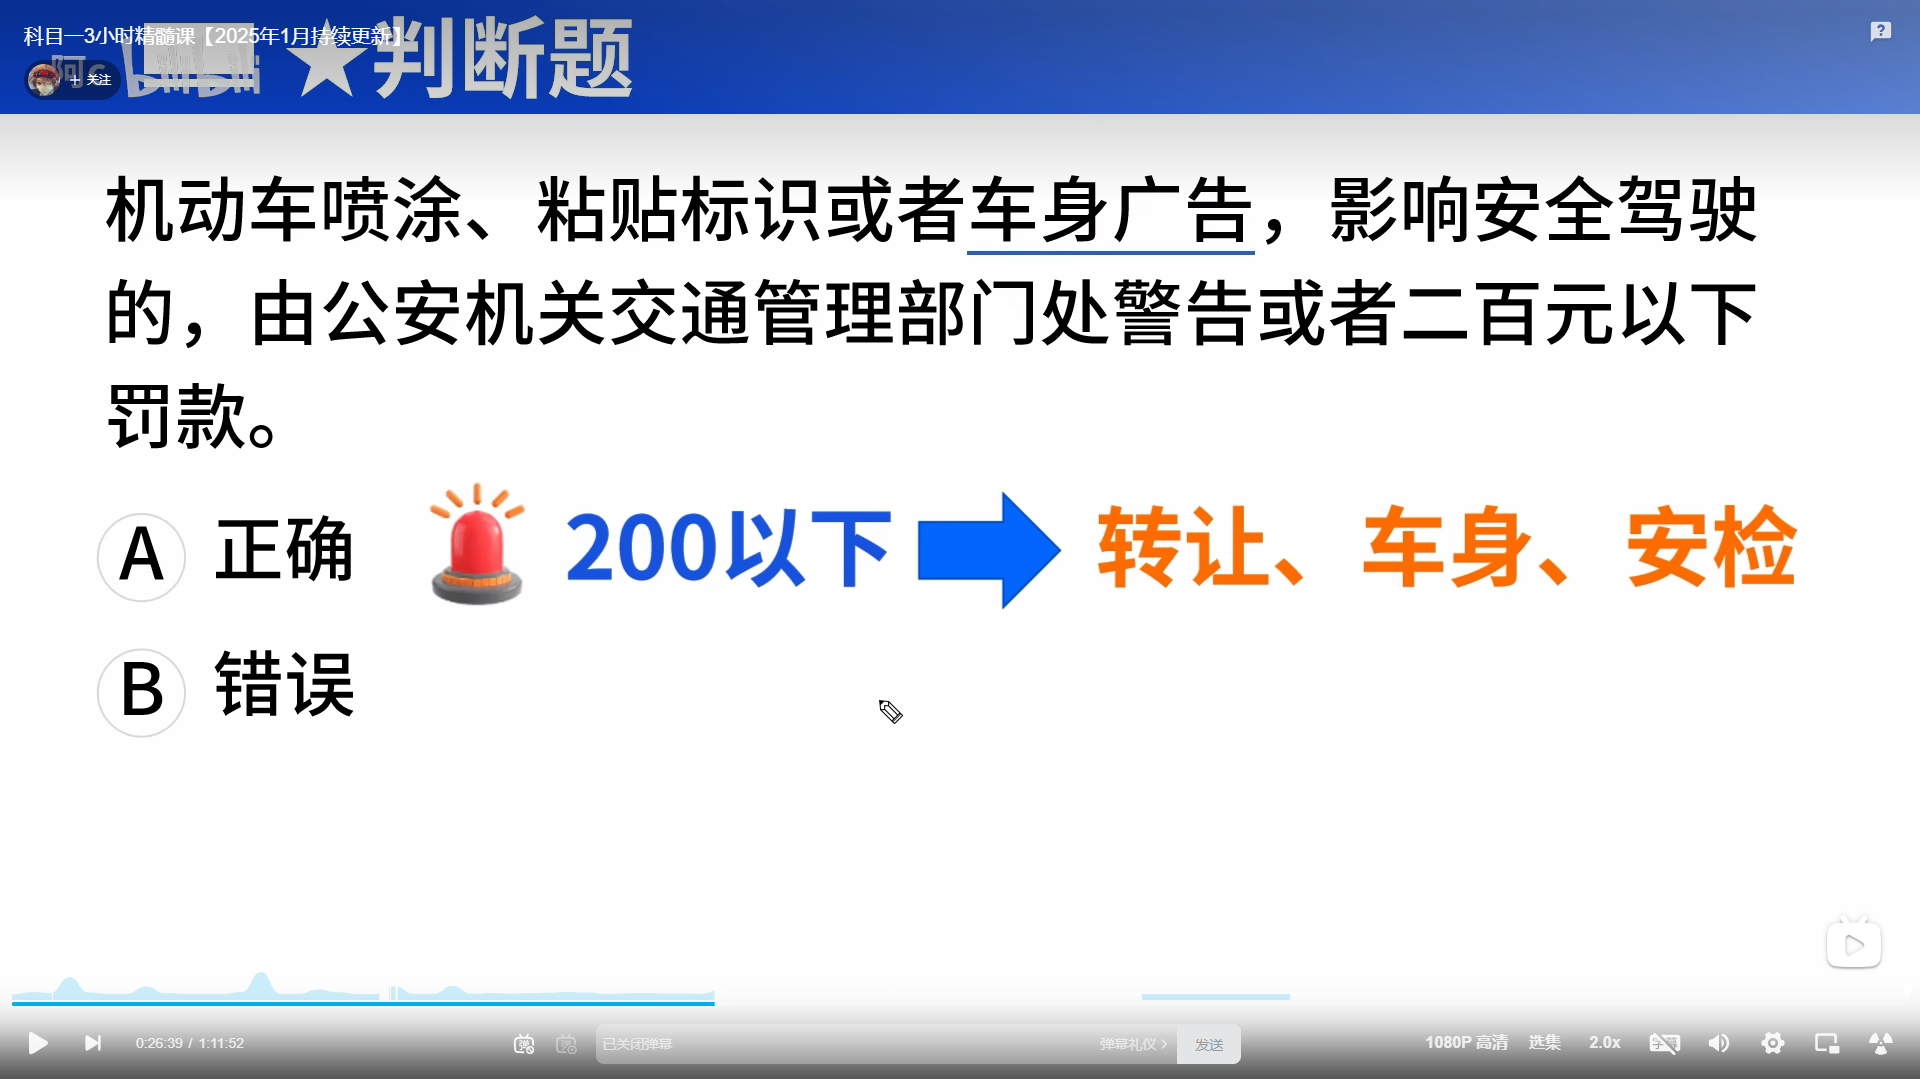 科目一3小时精髓课【2025年1月持续更新】
★判断题
+ 关注
机动车喷涂、粘贴标识或者车身广告，影响安全驾驶
的，由公安机关交通管理部门处警告或者二百元以下
罚款。
A 正确
200以下
转让、车身、安检
B 错误
0:26:39 / 1:11:52
已关闭弹幕
弹幕礼仪 >
发送
1080P 高清
选集
2.0x